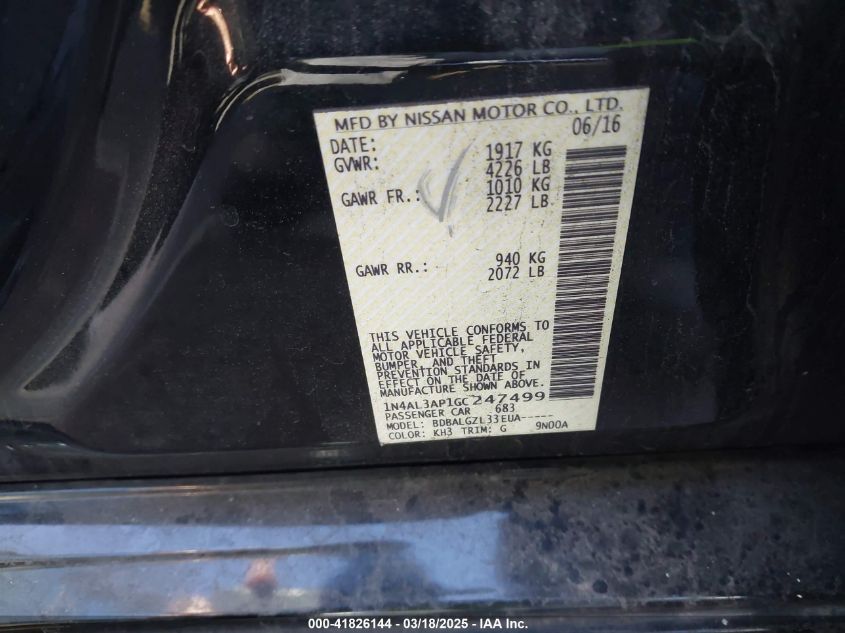 MFD BY NISSAN MOTOR CO., LTD.
DATE: 06/16
GVWR: 1917 KG
4226 LB
GAWR FR.: 1010 KG
2227 LB
GAWR RR.: 940 KG
2072 LB
THIS VEHICLE CONFORMS TO
ALL APPLICABLE FEDERAL
MOTOR VEHICLE SAFETY,
BUMPER, AND THEFT
PREVENTION STANDARDS IN
EFFECT ON THE DATE OF
MANUFACTURE SHOWN ABOVE.
1N4AL3AP1GC247499
PASSENGER CAR 683
MODEL: BDBALGZL33EUA-----
COLOR: KH3 TRIM: G 9N00A
000-41826144 - 03/18/2025 - IAA Inc.